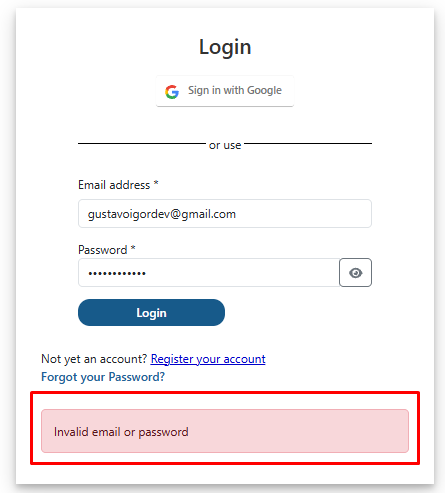 Login
Sign in with Google
or use
Email address *
gustavoigordev@gmail.com
Password *
••••••••••••
Login
Not yet an account? Register your account
Forgot your Password?
Invalid email or password